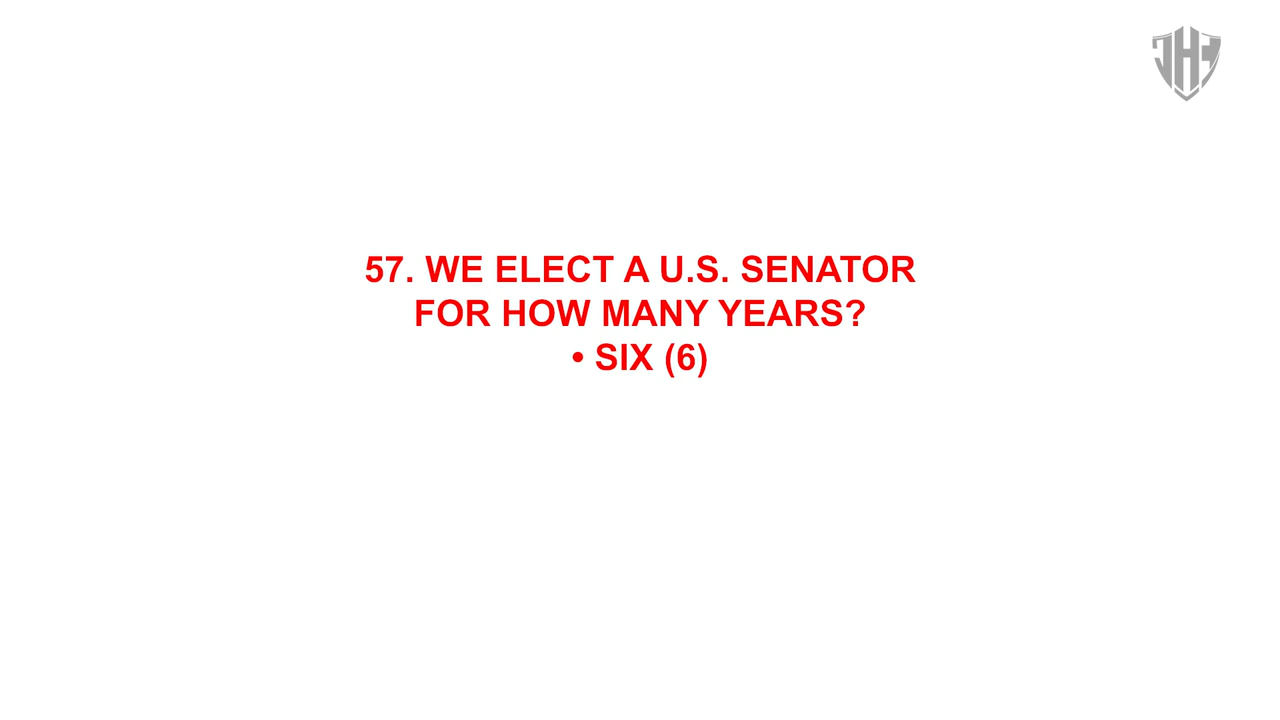 57. WE ELECT A U.S. SENATOR
FOR HOW MANY YEARS?
• SIX (6)